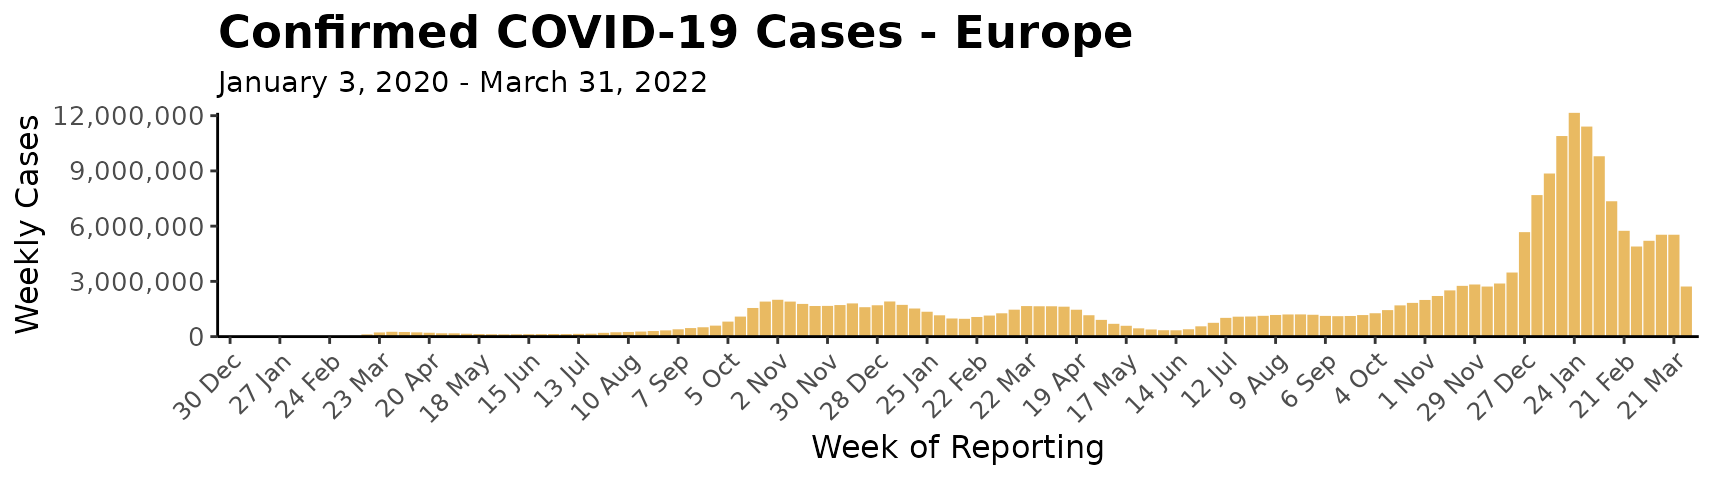 Confirmed COVID-19 Cases - Europe
January 3, 2020 - March 31, 2022
Weekly Cases
12,000,000
9,000,000
6,000,000
3,000,000
0
30 Dec
27 Jan
24 Feb
23 Mar
20 Apr
18 May
15 Jun
13 Jul
10 Aug
7 Sep
5 Oct
2 Nov
30 Nov
28 Dec
25 Jan
22 Feb
22 Mar
19 Apr
17 May
14 Jun
12 Jul
9 Aug
6 Sep
4 Oct
1 Nov
29 Nov
27 Dec
24 Jan
21 Feb
21 Mar
Week of Reporting